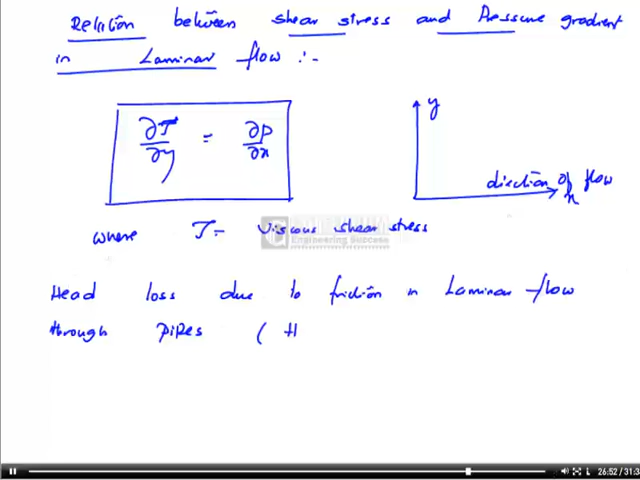 Relation between shear stress and Pressure gradient
in Laminar flow :-
∂τ/∂y = ∂p/∂x
y
direction of flow
x
where τ = Viscous shear stress
Engineering Success
Head loss due to friction in Laminar flow
through pipes ( H
26:52/31:3